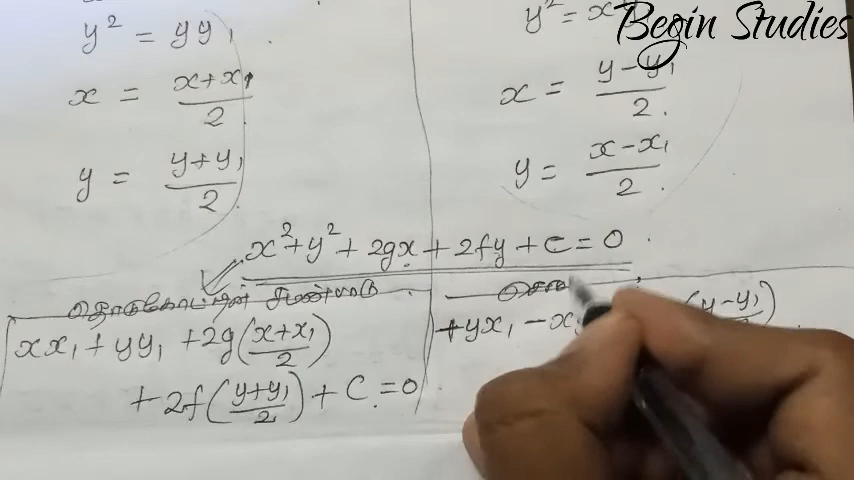 Begin Studies
y² = yy₁
x = x+x₁/2
y = y+y₁/2
y² = x
x = y-y₁/2.
y = x-x₁/2.
x²+y²+2gx+2fy+C=0
தொடுகோட்டின் சமன்பாடு
xx₁+yy₁+2g(x+x₁/2)
+2f(y+y₁/2)+C=0
+yx₁-x
(y-y₁